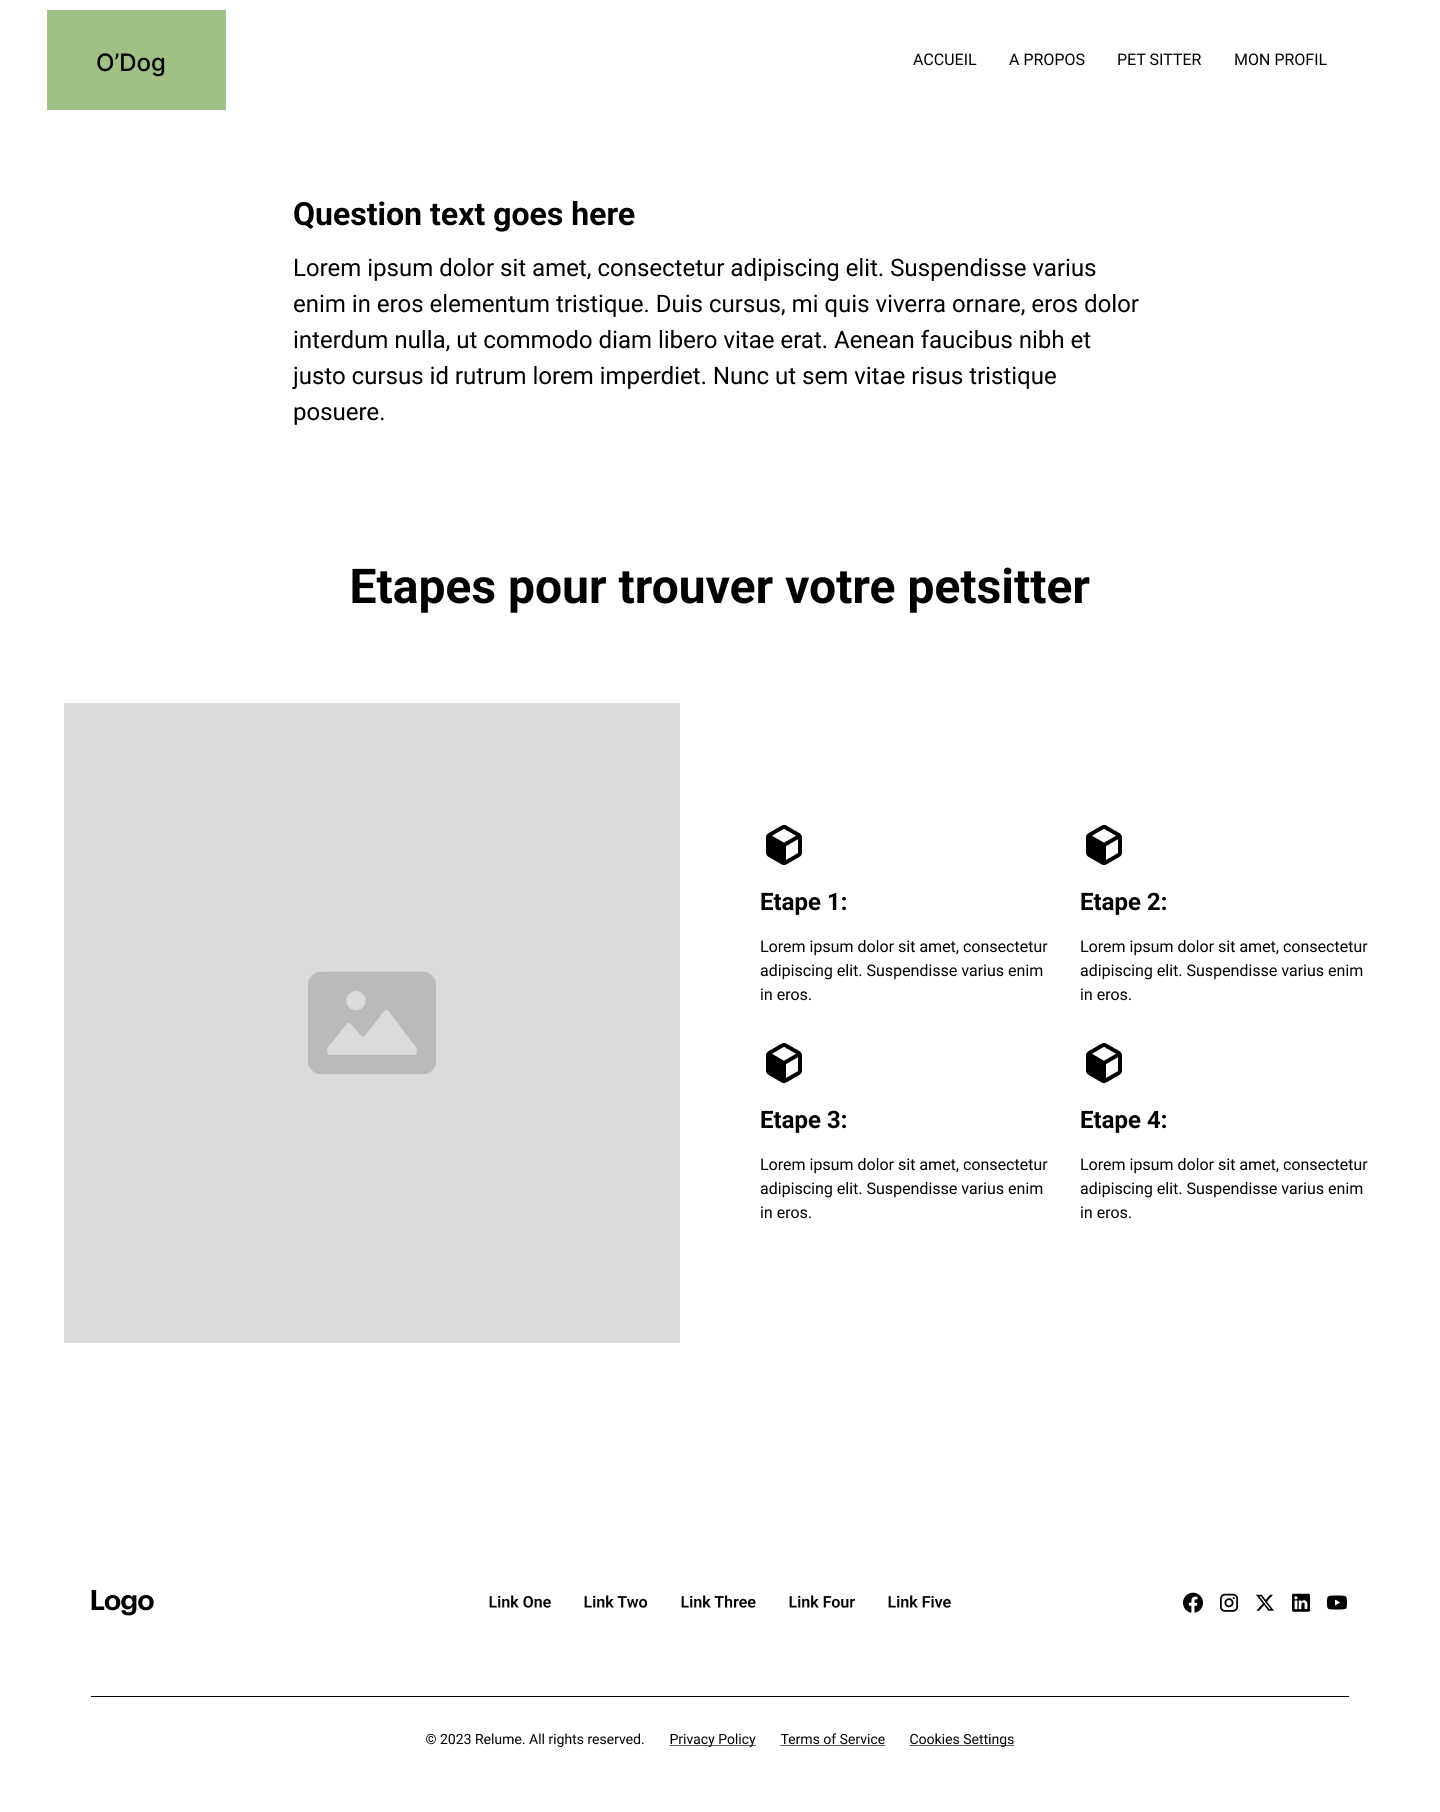 O’Dog
ACCUEIL A PROPOS PET SITTER MON PROFIL
Question text goes here
Lorem ipsum dolor sit amet, consectetur adipiscing elit. Suspendisse varius
enim in eros elementum tristique. Duis cursus, mi quis viverra ornare, eros dolor
interdum nulla, ut commodo diam libero vitae erat. Aenean faucibus nibh et
justo cursus id rutrum lorem imperdiet. Nunc ut sem vitae risus tristique
posuere.
Etapes pour trouver votre petsitter
Etape 1:
Lorem ipsum dolor sit amet, consectetur
adipiscing elit. Suspendisse varius enim
in eros.
Etape 2:
Lorem ipsum dolor sit amet, consectetur
adipiscing elit. Suspendisse varius enim
in eros.
Etape 3:
Lorem ipsum dolor sit amet, consectetur
adipiscing elit. Suspendisse varius enim
in eros.
Etape 4:
Lorem ipsum dolor sit amet, consectetur
adipiscing elit. Suspendisse varius enim
in eros.
Logo
Link One Link Two Link Three Link Four Link Five
© 2023 Relume. All rights reserved. Privacy Policy Terms of Service Cookies Settings